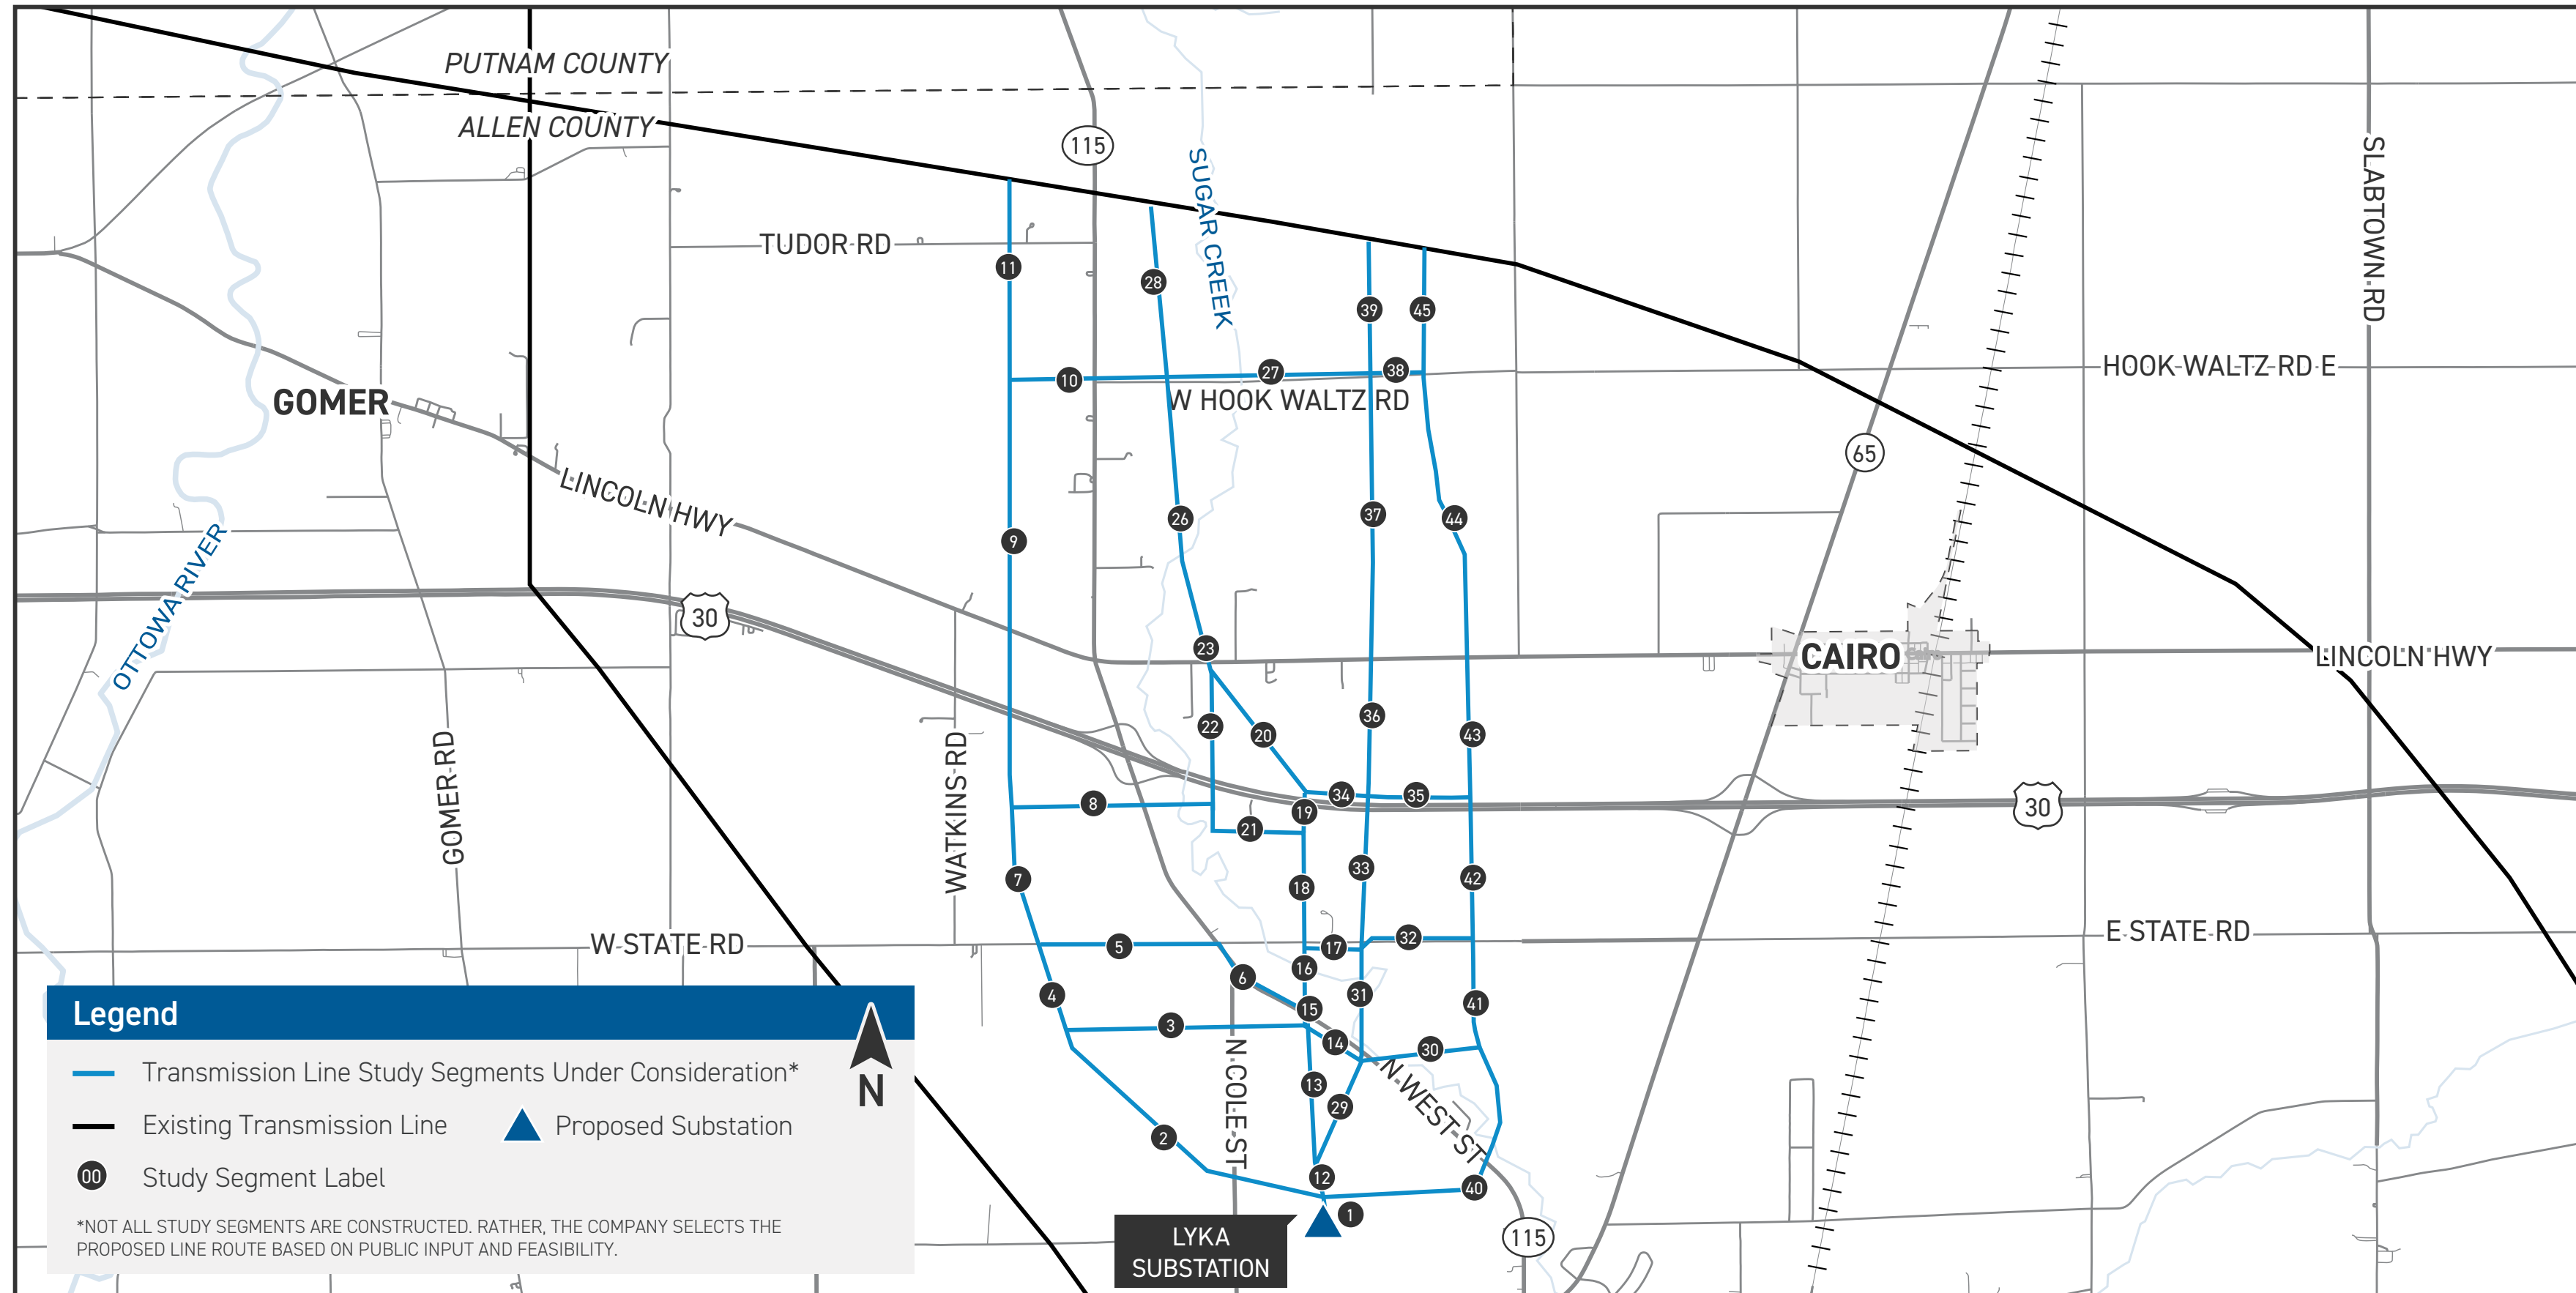 PUTNAM COUNTY
ALLEN COUNTY
115
SUGAR CREEK
SLABTOWN RD
TUDOR RD
11
28
39
45
10
27
38
HOOK WALTZ RD E
W HOOK WALTZ RD
GOMER
65
LINCOLN HWY
26
37
44
9
OTTOWA RIVER
30
23
CAIRO
LINCOLN HWY
22
20
36
43
GOMER RD
WATKINS RD
8
34
35
19
30
21
33
7
18
42
W STATE RD
5
17
32
E STATE RD
6
16
4
31
15
41
3
14
30
N COLE ST
N WEST ST
13
29
2
12
40
1
LYKA
SUBSTATION
115
Legend
N
Transmission Line Study Segments Under Consideration*
Existing Transmission Line
Proposed Substation
00
Study Segment Label
*NOT ALL STUDY SEGMENTS ARE CONSTRUCTED. RATHER, THE COMPANY SELECTS THE
PROPOSED LINE ROUTE BASED ON PUBLIC INPUT AND FEASIBILITY.